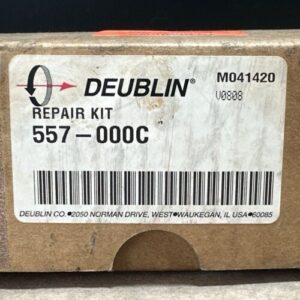 DEUBLIN®
M041420
V0808
REPAIR KIT
557-000C
DEUBLIN CO.•2050 NORMAN DRIVE, WEST•WAUKEGAN, IL USA•60085